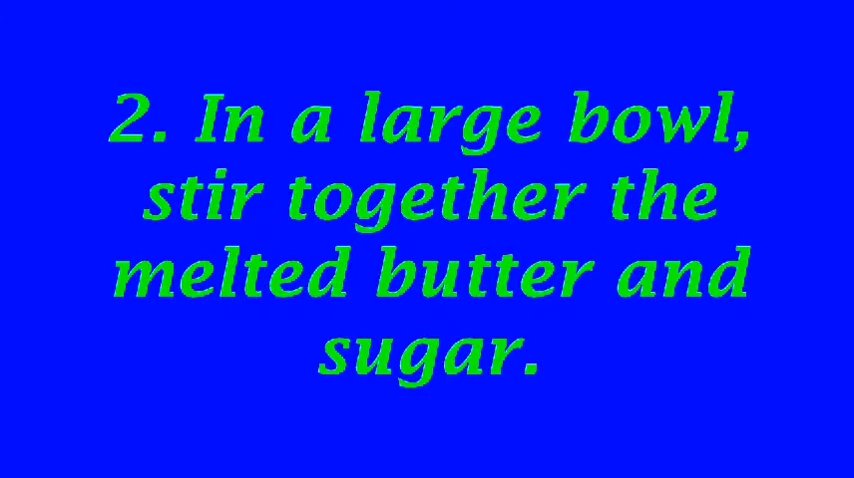 2. In a large bowl,
stir together the
melted butter and
sugar.